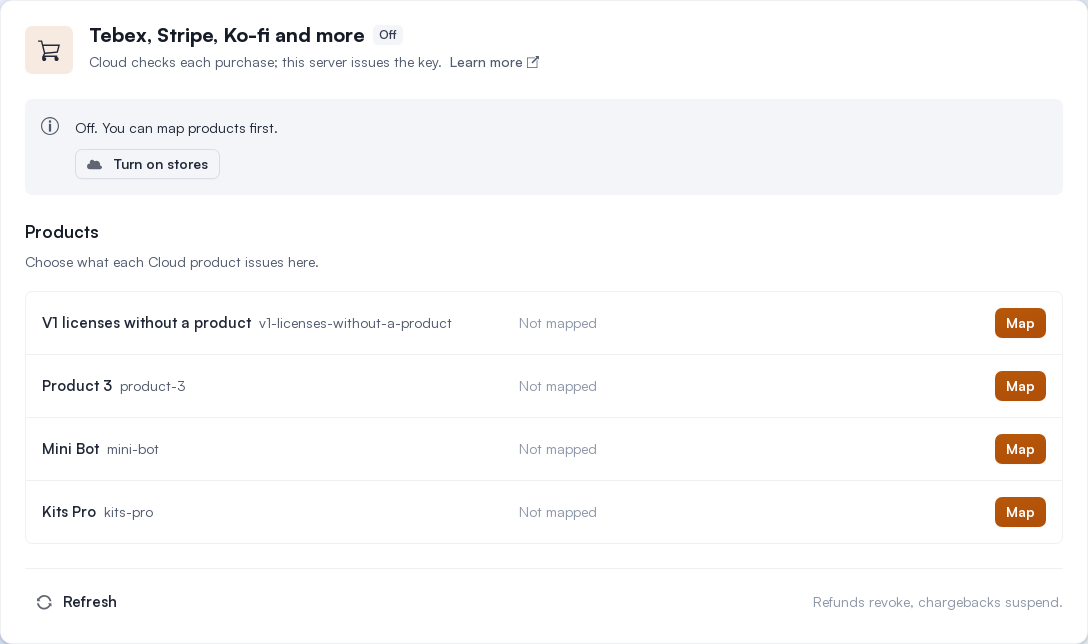 Tebex, Stripe, Ko-fi and more Off
Cloud checks each purchase; this server issues the key. Learn more
Off. You can map products first.
Turn on stores
Products
Choose what each Cloud product issues here.
V1 licenses without a product v1-licenses-without-a-product Not mapped Map
Product 3 product-3 Not mapped Map
Mini Bot mini-bot Not mapped Map
Kits Pro kits-pro Not mapped Map
Refresh Refunds revoke, chargebacks suspend.